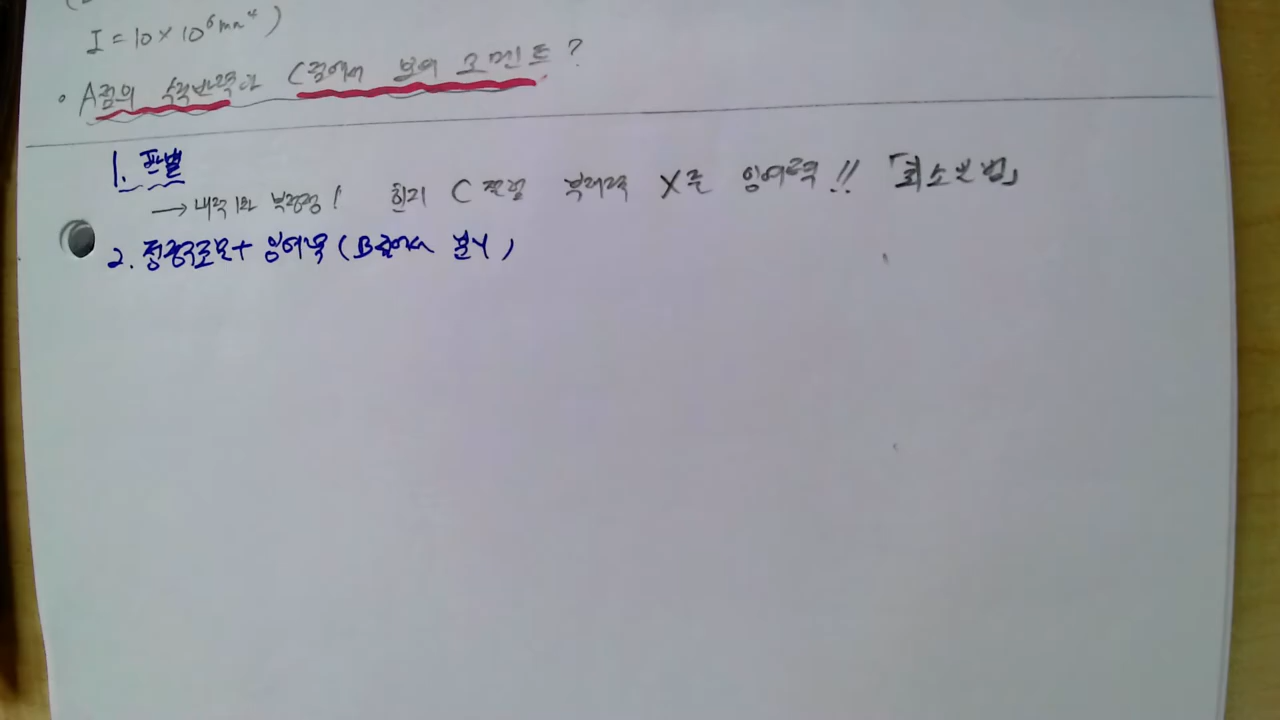 I = 10 × 10⁶ mm⁴ )
• A점의 수직반력과 C점에서 보의 모멘트 ?
1. 판별
→ 내적 1차 부정정 ! 힌지 C 절점 부재력 X를 잉여력 !! 「최소일법」
2. 정정구조물 + 잉여력 ( B점에서 분리 )